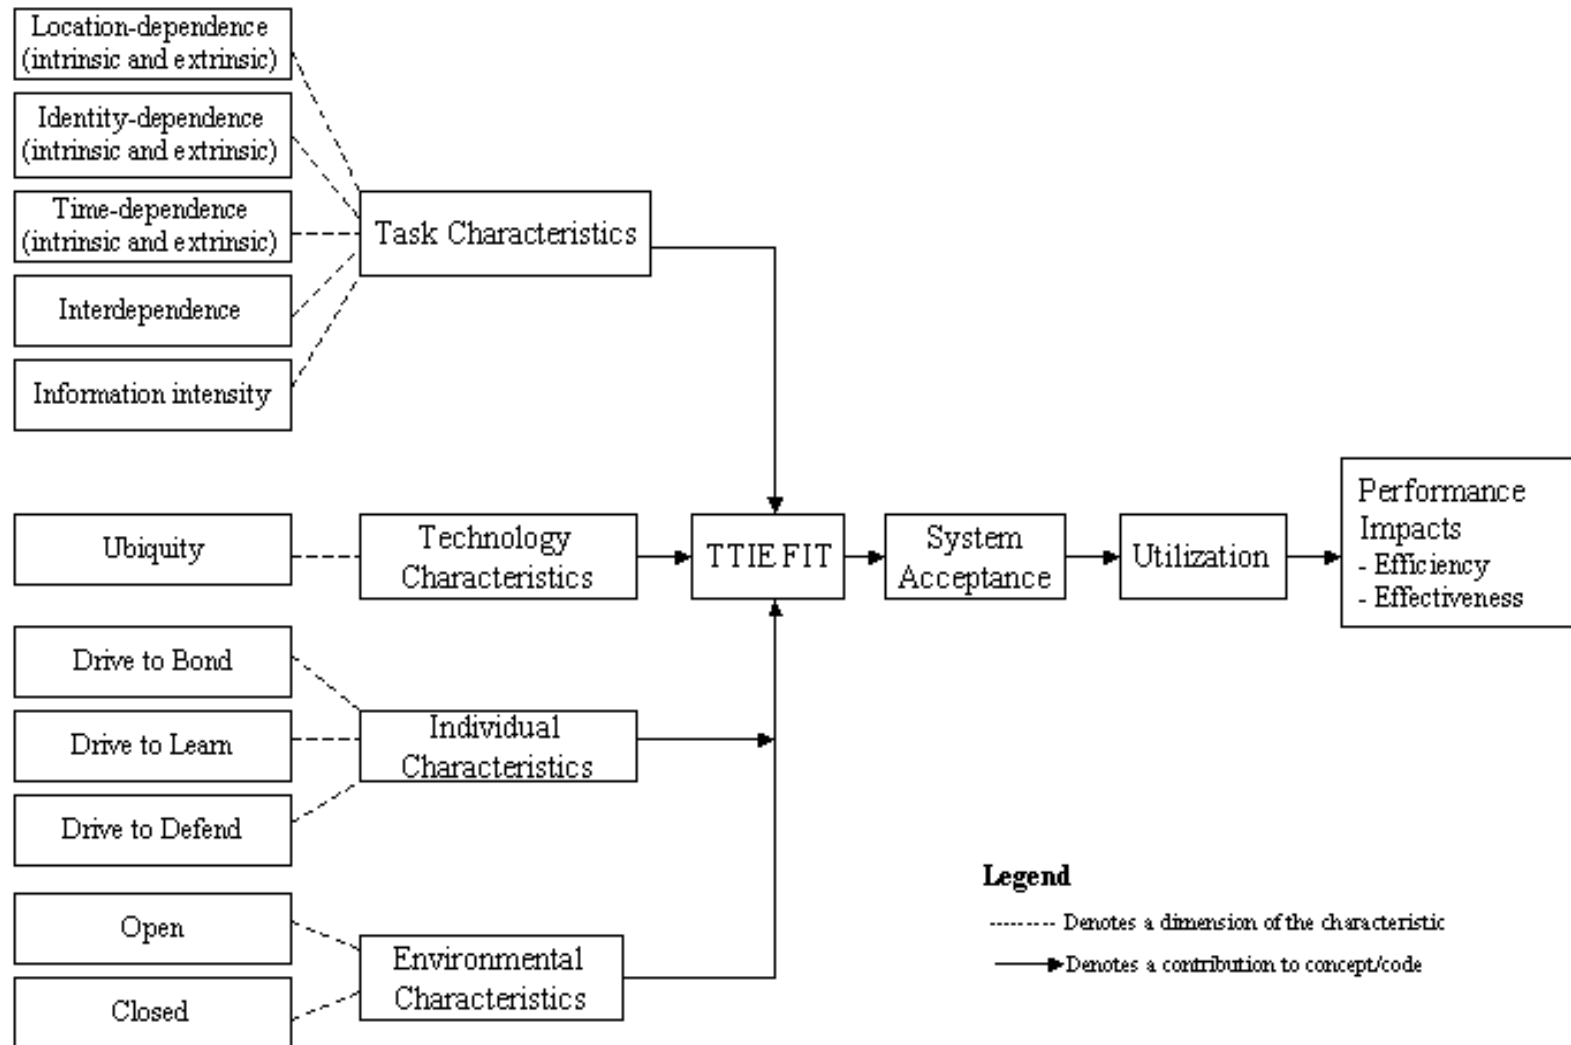 Location-dependence
(intrinsic and extrinsic)
Identity-dependence
(intrinsic and extrinsic)
Time-dependence
(intrinsic and extrinsic)
Interdependence
Information intensity
Task Characteristics
Ubiquity
Technology
Characteristics
TTIE FIT
System
Acceptance
Utilization
Performance
Impacts
- Efficiency
- Effectiveness
Drive to Bond
Drive to Learn
Drive to Defend
Individual
Characteristics
Open
Closed
Environmental
Characteristics
Legend
Denotes a dimension of the characteristic
Denotes a contribution to concept/code